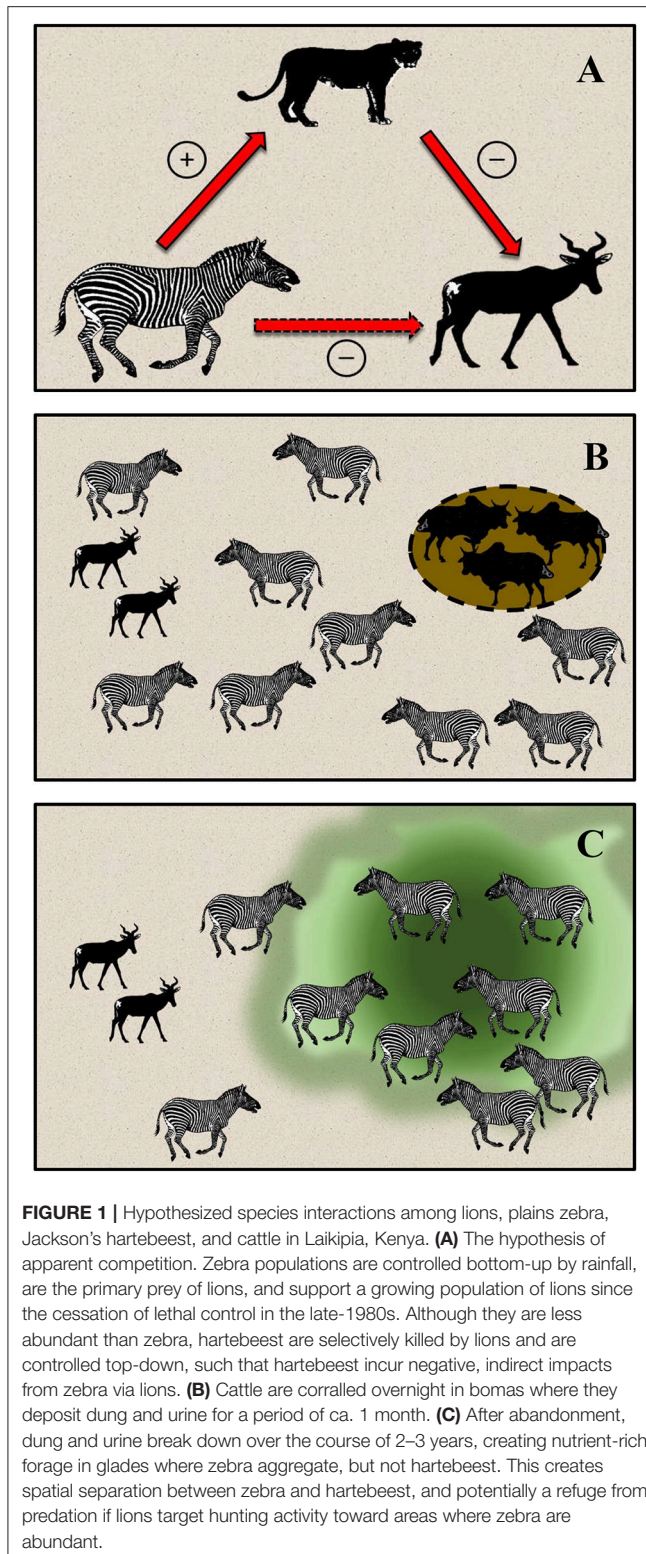 A
+
−
−
B
C
FIGURE 1 | Hypothesized species interactions among lions, plains zebra,
Jackson's hartebeest, and cattle in Laikipia, Kenya. (A) The hypothesis of
apparent competition. Zebra populations are controlled bottom-up by rainfall,
are the primary prey of lions, and support a growing population of lions since
the cessation of lethal control in the late-1980s. Although they are less
abundant than zebra, hartebeest are selectively killed by lions and are
controlled top-down, such that hartebeest incur negative, indirect impacts
from zebra via lions. (B) Cattle are corralled overnight in bomas where they
deposit dung and urine for a period of ca. 1 month. (C) After abandonment,
dung and urine break down over the course of 2–3 years, creating nutrient-rich
forage in glades where zebra aggregate, but not hartebeest. This creates
spatial separation between zebra and hartebeest, and potentially a refuge from
predation if lions target hunting activity toward areas where zebra are
abundant.